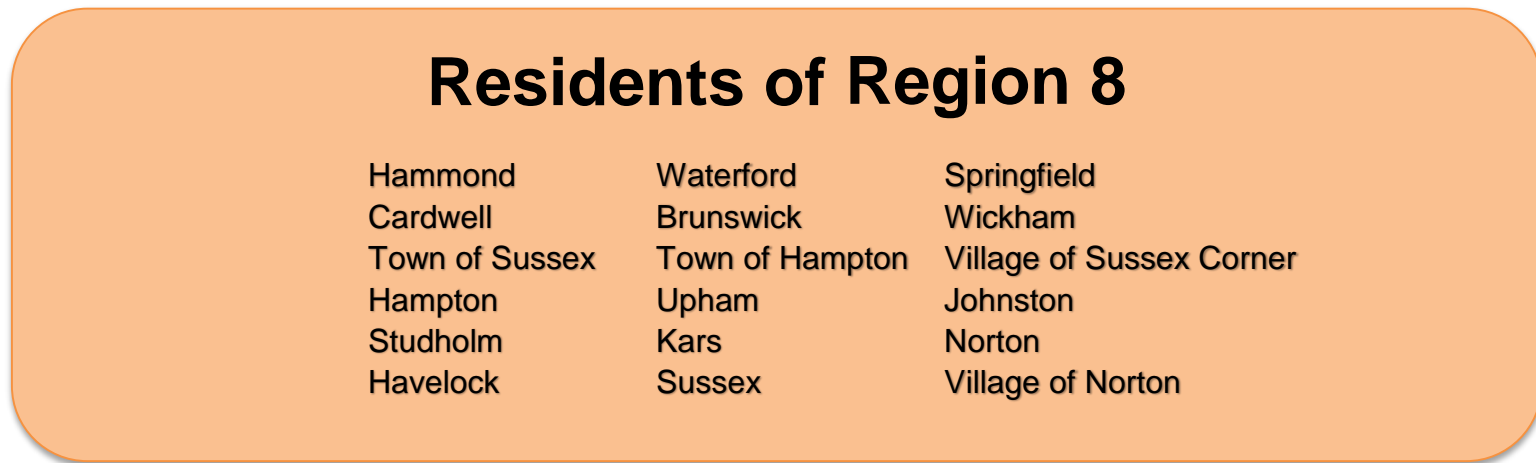 Residents of Region 8
Hammond Waterford Springfield
Cardwell Brunswick Wickham
Town of Sussex Town of Hampton Village of Sussex Corner
Hampton Upham Johnston
Studholm Kars Norton
Havelock Sussex Village of Norton